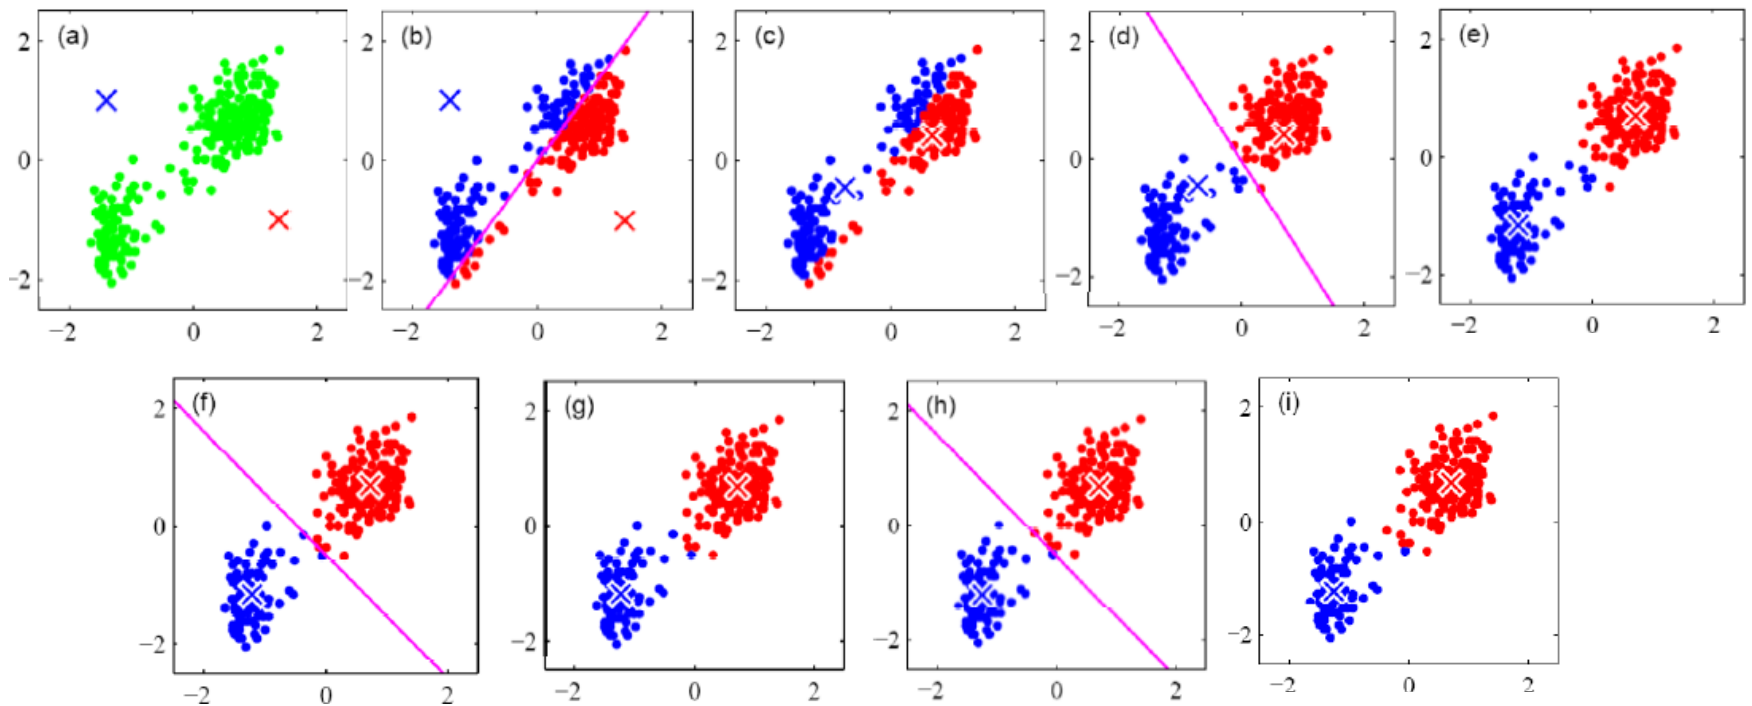 (a) (b) (c) (d) (e)
2 2 2 2 2
0 0 0 0 0
−2 −2 −2 −2 −2
−2 0 2 −2 0 2 −2 0 2 −2 0 2 −2 0 2
(f) (g) (h) (i)
2 2 2 2
0 0 0 0
−2 −2 −2 −2
−2 0 2 −2 0 2 −2 0 2 −2 0 2